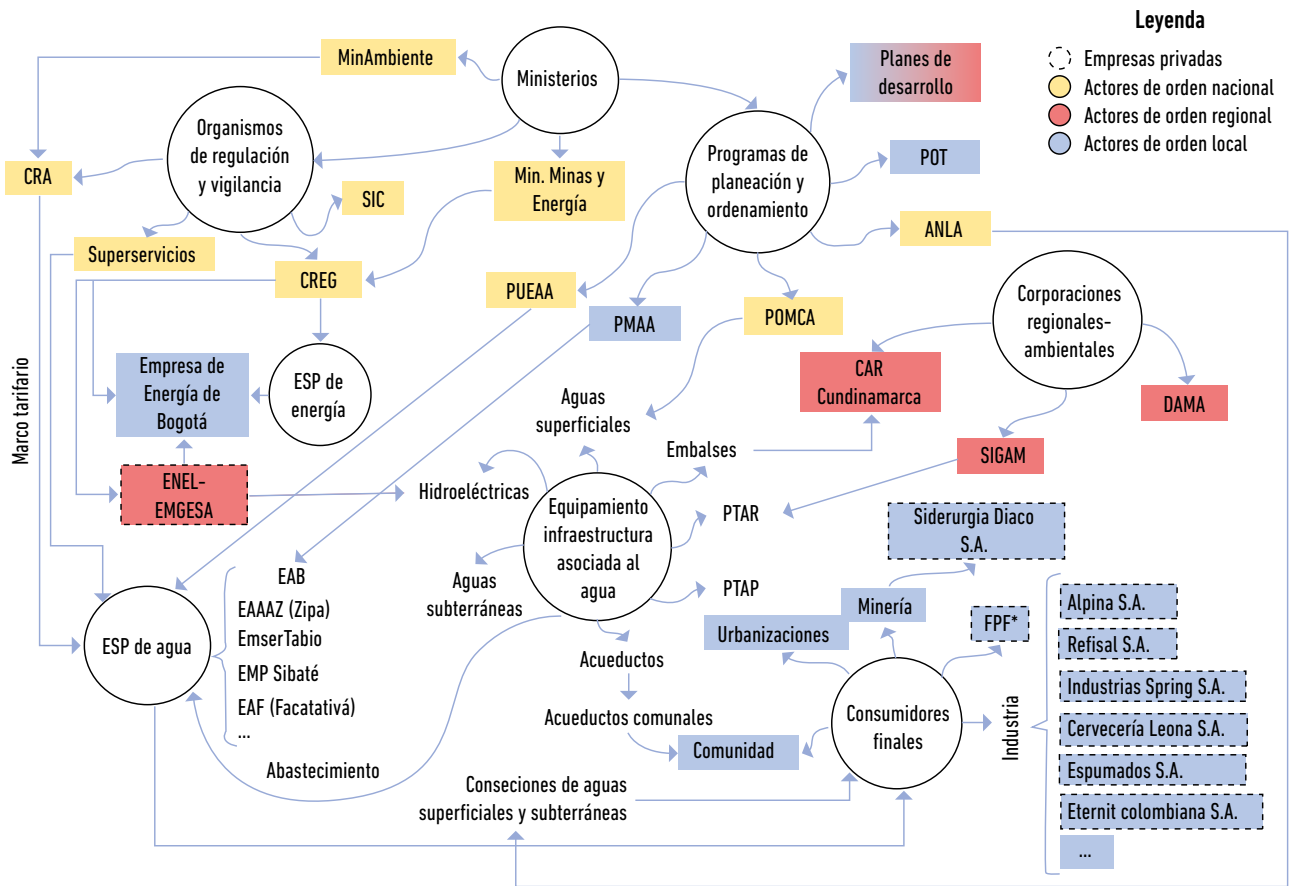 Leyenda
Empresas privadas
Actores de orden nacional
Actores de orden regional
Actores de orden local
MinAmbiente
Ministerios
Planes de
desarrollo
Organismos
de regulación
y vigilancia
Programas de
planeación y
ordenamiento
POT
CRA
SIC
Min. Minas y
Energía
ANLA
Superservicios
CREG
PUEAA
PMAA
POMCA
Corporaciones
regionales-
ambientales
Empresa de
Energía de
Bogotá
ESP de
energía
CAR
Cundinamarca
DAMA
Marco tarifario
Aguas
superficiales
Embalses
SIGAM
ENEL-
EMGESA
Hidroeléctricas
Equipamiento
infraestructura
asociada al
agua
PTAR
Siderurgia Diaco
S.A.
Aguas
subterráneas
PTAP
Minería
ESP de agua
EAB
EAAAZ (Zipa)
EmserTabio
EMP Sibaté
EAF (Facatativá)
...
Urbanizaciones
FPF*
Acueductos
Acueductos comunales
Comunidad
Consumidores
finales
Industria
Alpina S.A.
Refisal S.A.
Industrias Spring S.A.
Cervecería Leona S.A.
Espumados S.A.
Eternit colombiana S.A.
...
Abastecimiento
Conseciones de aguas
superficiales y subterráneas